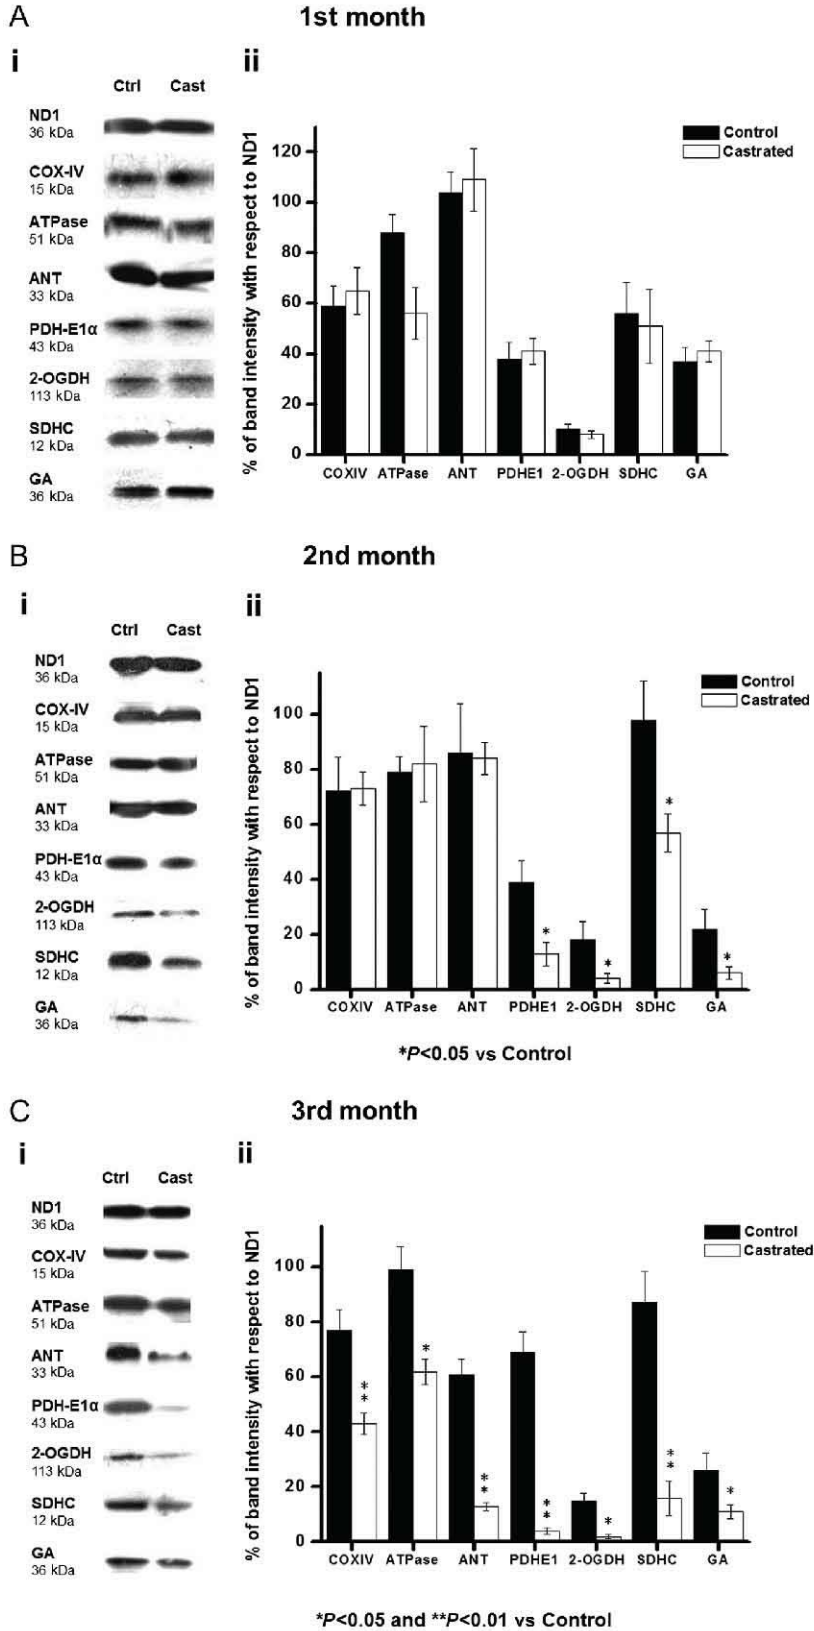 A
1st month
i
ii
Ctrl Cast
ND1
36 kDa
COX-IV
15 kDa
ATPase
51 kDa
ANT
33 kDa
PDH-E1α
43 kDa
2-OGDH
113 kDa
SDHC
12 kDa
GA
36 kDa
% of band intensity with respect to ND1
120
100
80
60
40
20
0
Control
Castrated
COXIV ATPase ANT PDHE1 2-OGDH SDHC GA
B
2nd month
i
ii
Ctrl Cast
ND1
36 kDa
COX-IV
15 kDa
ATPase
51 kDa
ANT
33 kDa
PDH-E1α
43 kDa
2-OGDH
113 kDa
SDHC
12 kDa
GA
36 kDa
% of band intensity with respect to ND1
100
80
60
40
20
0
Control
Castrated
* * * *
COXIV ATPase ANT PDHE1 2-OGDH SDHC GA
*P<0.05 vs Control
C
3rd month
i
ii
Ctrl Cast
ND1
36 kDa
COX-IV
15 kDa
ATPase
51 kDa
ANT
33 kDa
PDH-E1α
43 kDa
2-OGDH
113 kDa
SDHC
12 kDa
GA
36 kDa
% of band intensity with respect to ND1
100
80
60
40
20
0
Control
Castrated
** * ** ** * ** *
COXIV ATPase ANT PDHE1 2-OGDH SDHC GA
*P<0.05 and **P<0.01 vs Control